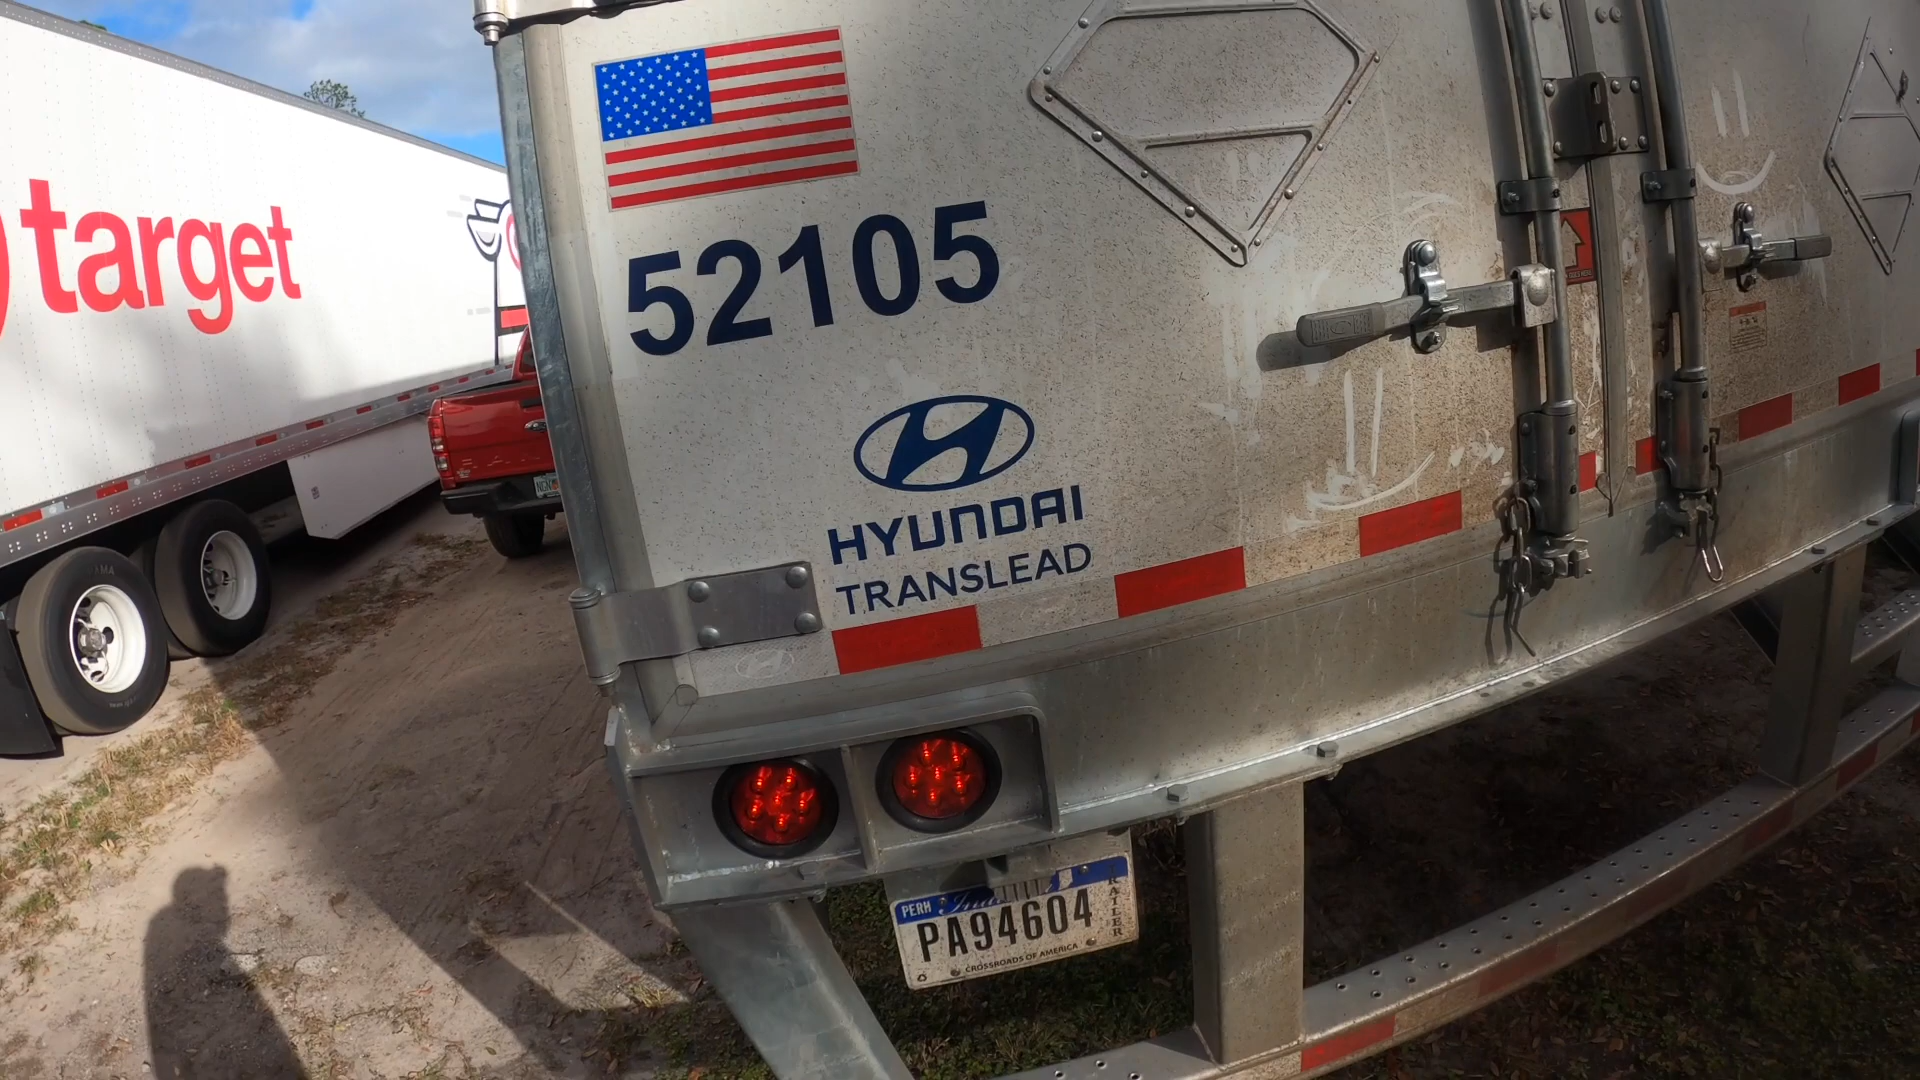 target
52105
HYUNDAI
TRANSLEAD
PERM
TRAILER
PA94604
CROSSROADS OF AMERICA